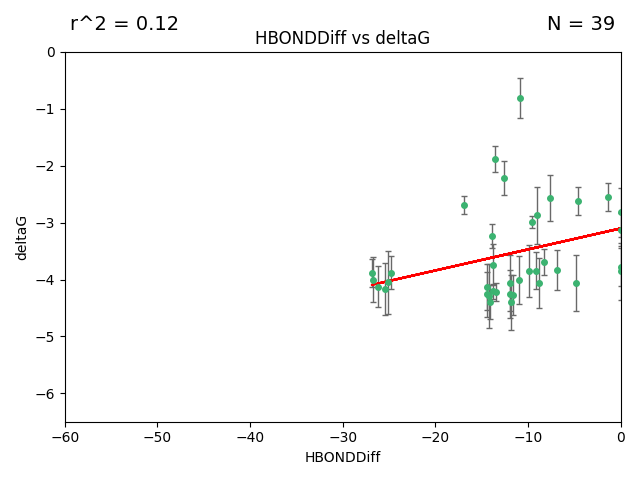 r^2 = 0.12
N = 39
HBONDDiff vs deltaG
0
−1
−2
−3
−4
−5
−6
deltaG
−60
−50
−40
−30
−20
−10
0
HBONDDiff